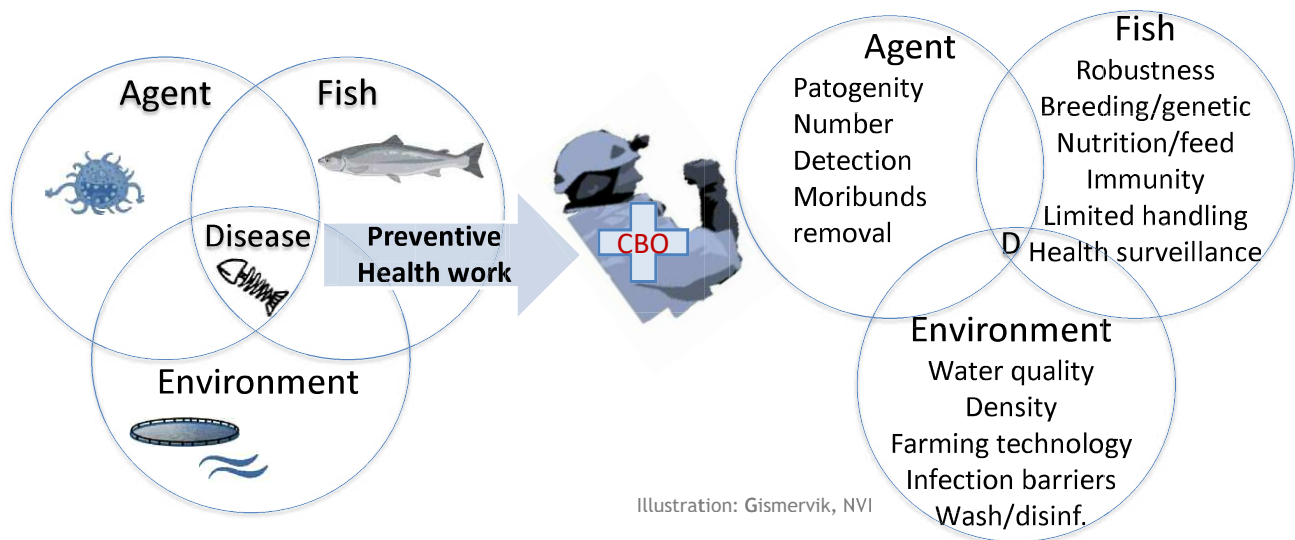 Agent
Fish
Disease
Environment
Preventive
Health work
CBO
Agent
Patogenity
Number
Detection
Moribunds
removal
Fish
Robustness
Breeding/genetic
Nutrition/feed
Immunity
Limited handling
Health surveillance
D
Environment
Water quality
Density
Farming technology
Infection barriers
Wash/disinf.
Illustration: Gismervik, NVI